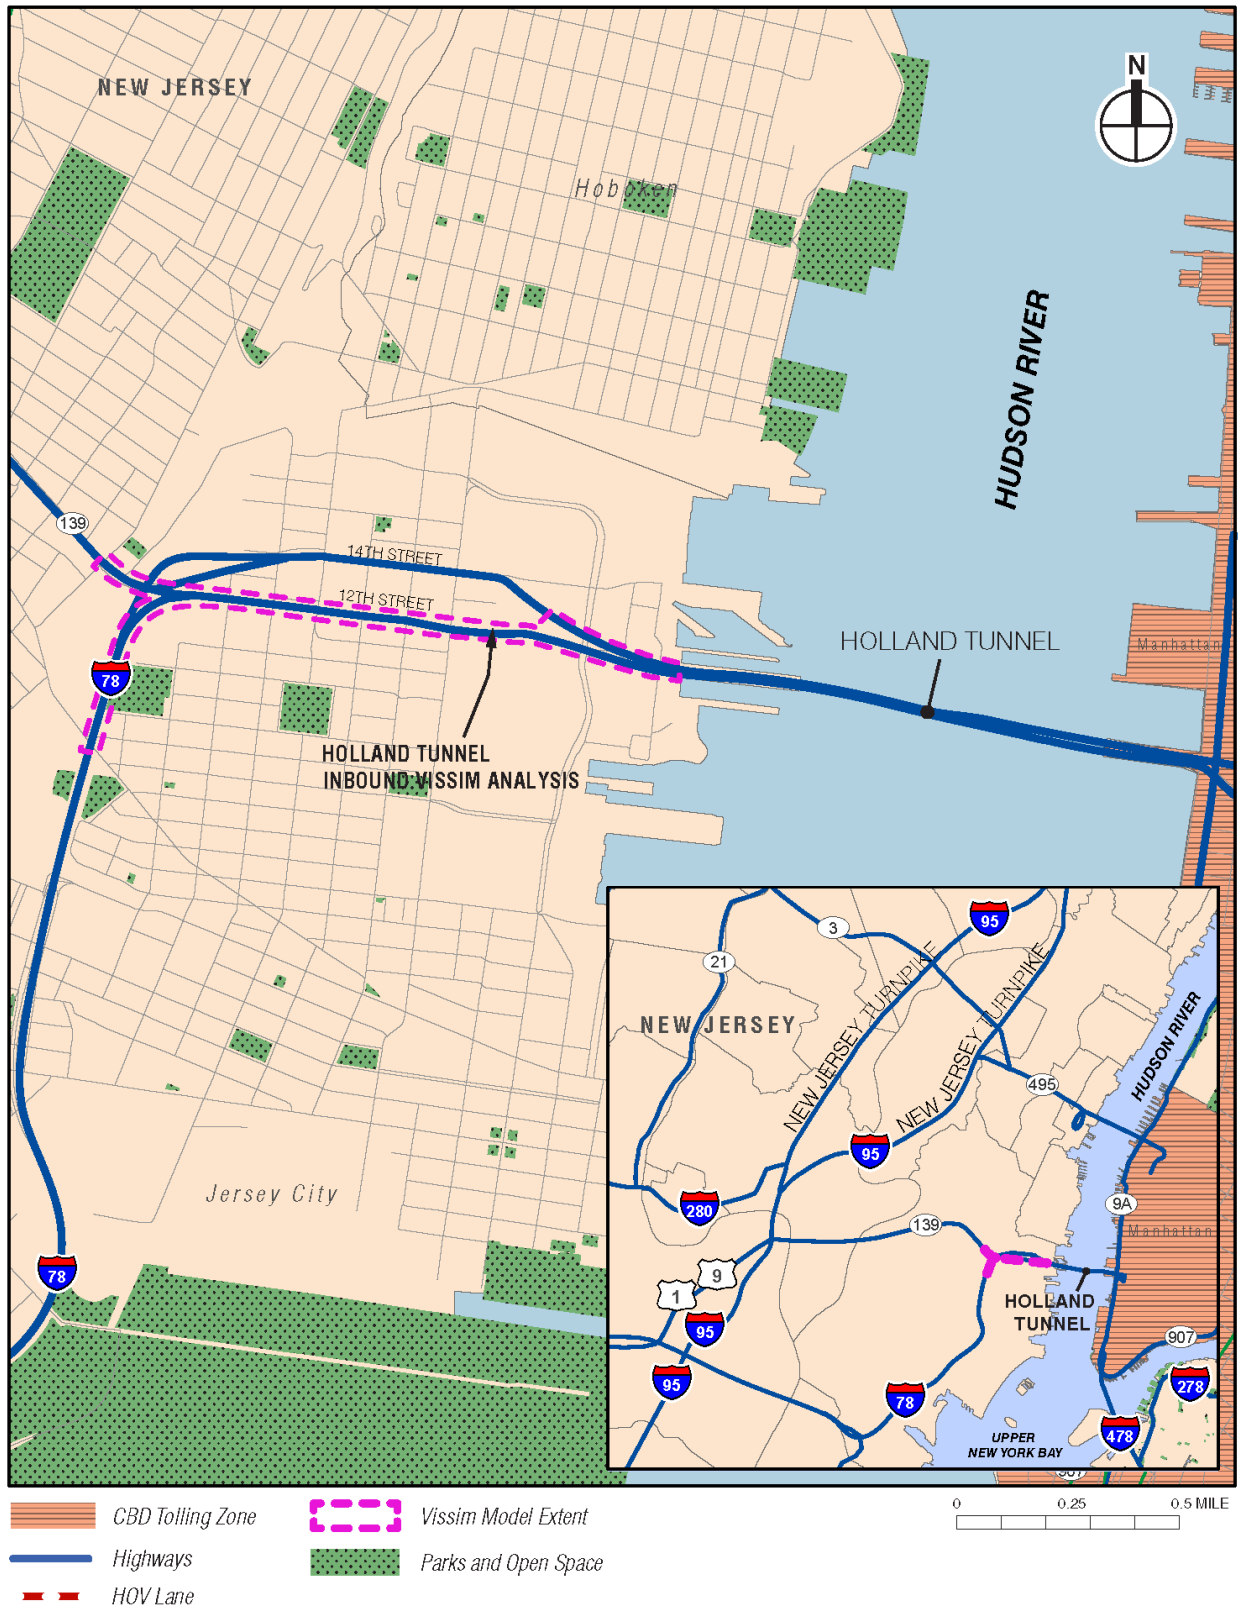 NEW JERSEY
N
Hoboken
HUDSON RIVER
139
14TH STREET
12TH STREET
HOLLAND TUNNEL
Manhattan
78
HOLLAND TUNNEL
INBOUND VISSIM ANALYSIS
Jersey City
78
95
3
21
NEW JERSEY TURNPIKE
NEW JERSEY TURNPIKE
NEW JERSEY
HUDSON RIVER
495
95
280
9A
139
Manhattan
9
1
HOLLAND
TUNNEL
95
907
95
78
278
478
UPPER
NEW YORK BAY
907
CBD Tolling Zone
Highways
HOV Lane
Vissim Model Extent
Parks and Open Space
0 0.25 0.5 MILE